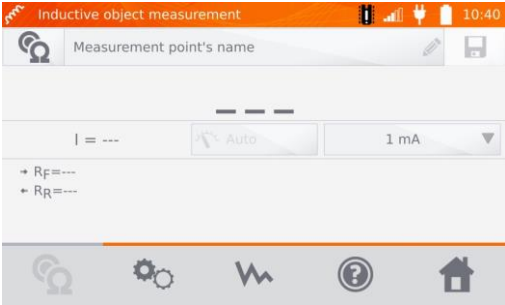 Inductive object measurement 10:40
Measurement point's name
---
I = --- Auto 1 mA
→ RF=---
← RR=---